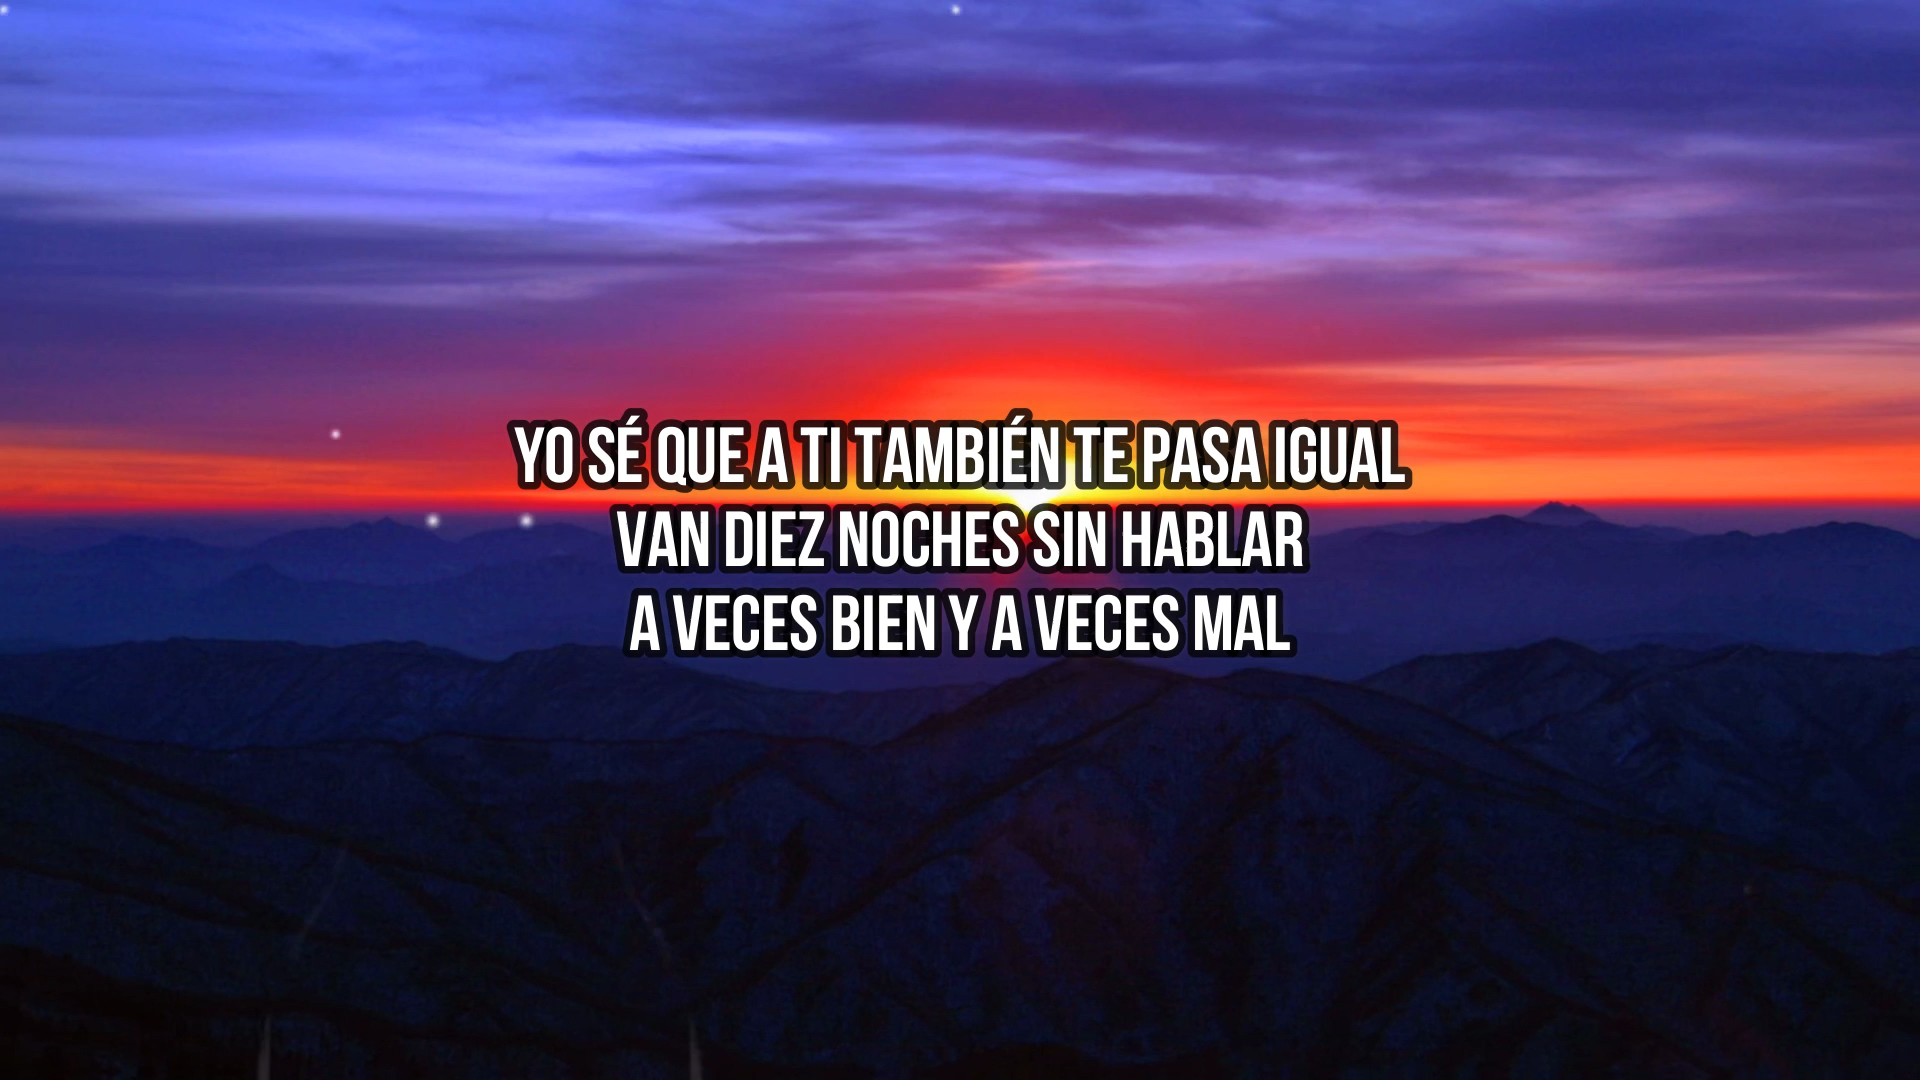 YO SÉ QUE A TI TAMBIÉN TE PASA IGUAL
VAN DIEZ NOCHES SIN HABLAR
A VECES BIEN Y A VECES MAL